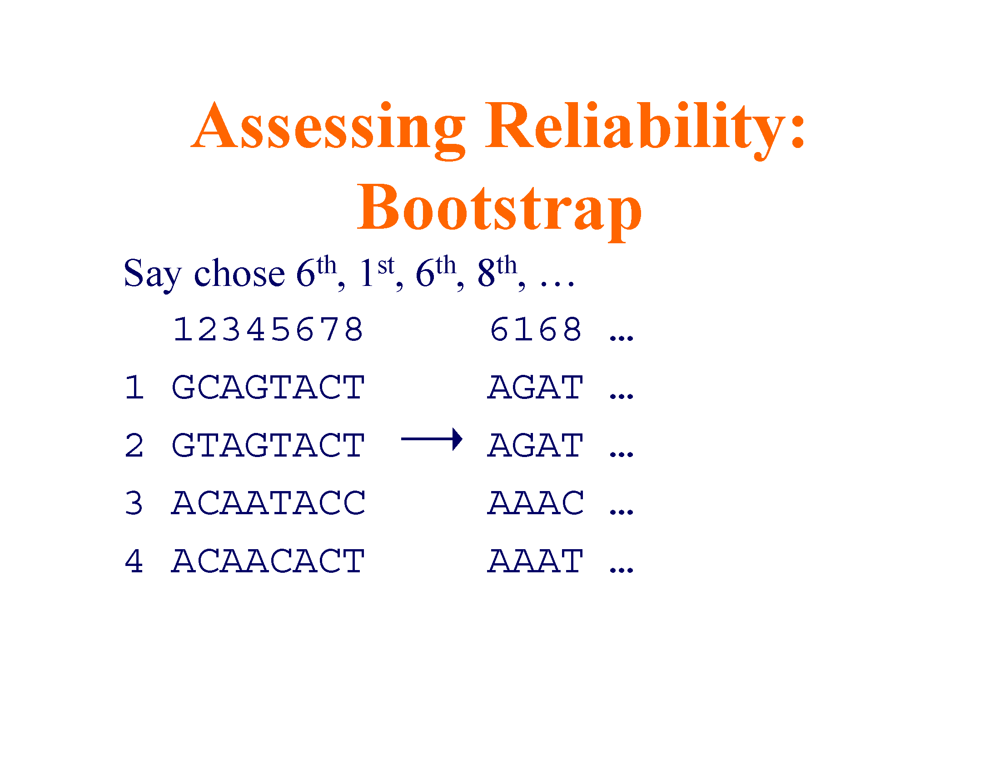 Assessing Reliability:
Bootstrap
Say chose 6th, 1st, 6th, 8th, …
12345678 6168 …
1 GCAGTACT AGAT …
2 GTAGTACT AGAT …
3 ACAATACC AAAC …
4 ACAACACT AAAT …